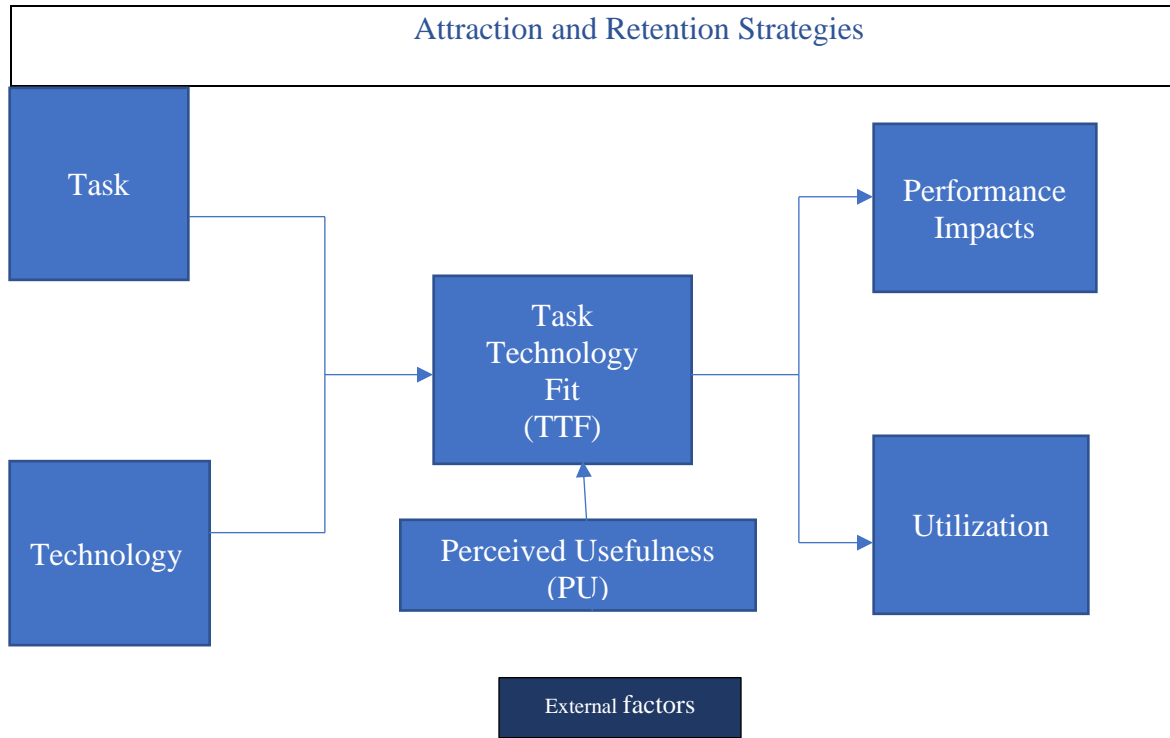 Attraction and Retention Strategies
Task
Performance
Impacts
Task
Technology
Fit
(TTF)
Technology
Perceived Usefulness
(PU)
Utilization
External factors